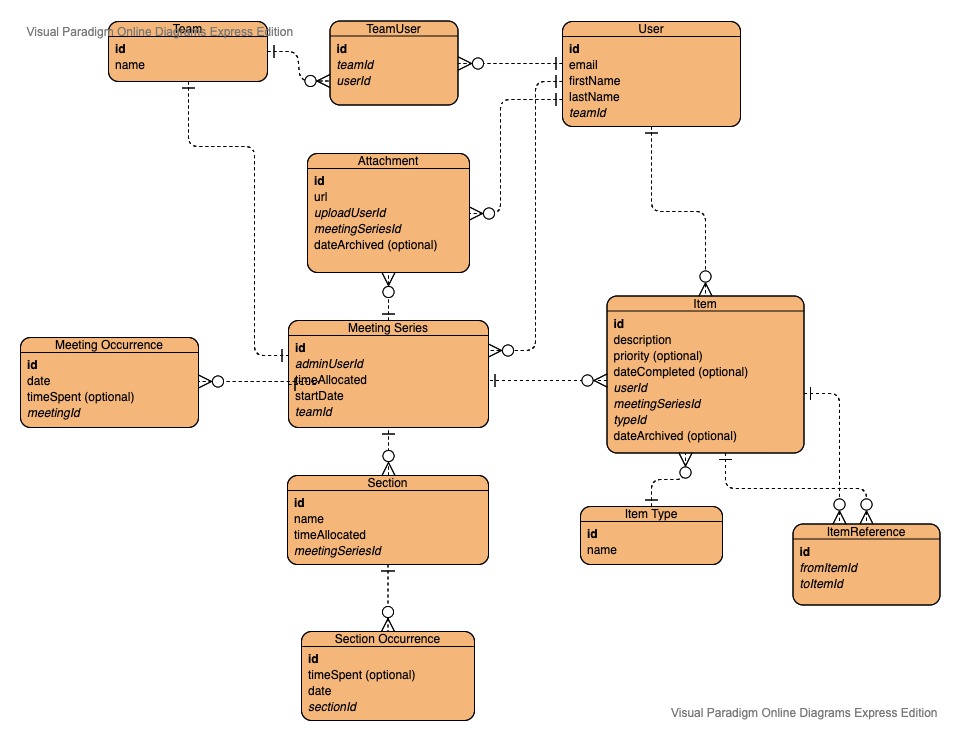 Visual Paradigm Online Diagrams Express Edition
Team
id
name
TeamUser
id
teamId
userId
User
id
email
firstName
lastName
teamId
Attachment
id
url
uploadUserId
meetingSeriesId
dateArchived (optional)
Meeting Occurrence
id
date
timeSpent (optional)
meetingId
Meeting Series
id
adminUserId
timeAllocated
startDate
teamId
Item
id
description
priority (optional)
dateCompleted (optional)
userId
meetingSeriesId
typeId
dateArchived (optional)
Section
id
name
timeAllocated
meetingSeriesId
Item Type
id
name
ItemReference
id
fromItemId
toItemId
Section Occurrence
id
timeSpent (optional)
date
sectionId
Visual Paradigm Online Diagrams Express Edition